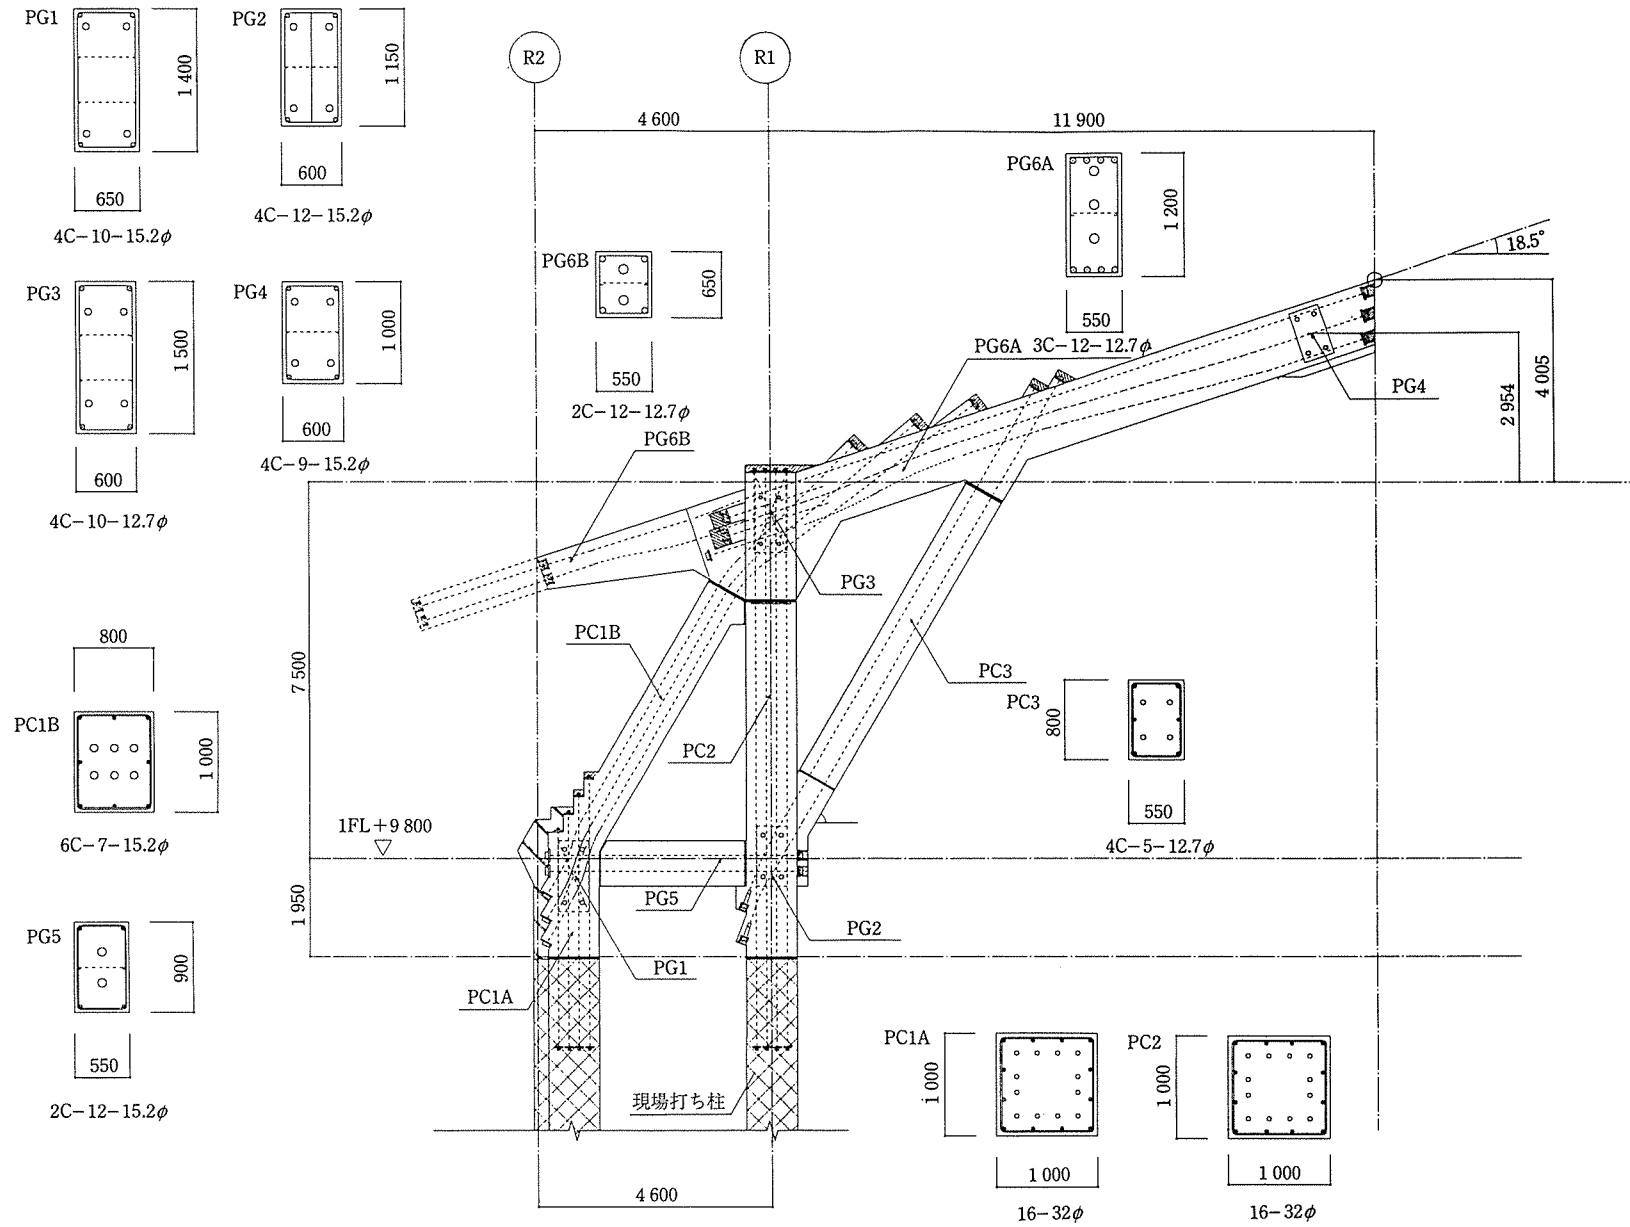 PG1
1 400
650
4C-10-15.2φ
PG2
1 150
600
4C-12-15.2φ
PG3
1 500
600
4C-10-12.7φ
PG4
1 000
600
4C-9-15.2φ
R2
R1
4 600
11 900
PG6A
1 200
550
PG6B
650
550
2C-12-12.7φ
PG6B
PG6A 3C-12-12.7φ
18.5°
PG4
2 954
4 005
PG3
PC1B
PC2
PC3
7 500
1FL+9 800
1 950
PG5
PG2
PG1
PC1A
現場打ち柱
4 600
800
PC1B
1 000
6C-7-15.2φ
PG5
900
550
2C-12-15.2φ
PC3
800
550
4C-5-12.7φ
PC1A
1 000
1 000
16-32φ
PC2
1 000
1 000
16-32φ